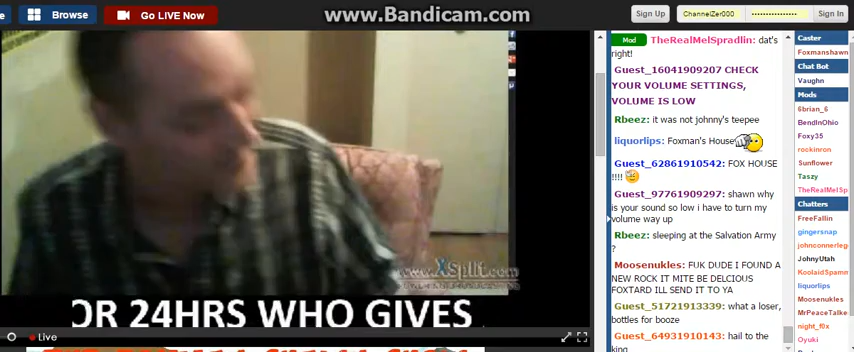 Browse
Go LIVE Now
www.Bandicam.com
Sign Up
ChannelZer000
Sign In
www.XSplit.com
OR 24HRS WHO GIVES
Live
Mod TheRealMelSpradlin: dat's
right!
Guest_16041909207 CHECK
YOUR VOLUME SETTINGS,
VOLUME IS LOW
Rbeez: it was not johnny's teepee
liquorlips: Foxman's House
Guest_62861910542: FOX HOUSE
!!!!
Guest_97761909297: shawn why
is your sound so low i have to turn my
volume way up
Rbeez: sleeping at the Salvation Army
?
Moosenukles: FUK DUDE I FOUND A
NEW ROCK IT MITE BE DELCIOUS
FOXTARD ILL SEND IT TO YA
Guest_51721913339: what a loser,
bottles for booze
Guest_64931910143: hail to the
king
Caster
Foxmanshawn
Chat Bot
Vaughn
Mods
6brian_6
BendInOhio
Foxy35
rockinron
Sunflower
Taszy
TheRealMelSp
Chatters
FreeFallin
gingersnap
johnconnerleg
JohnyUtah
KoolaidSpamm
liquorlips
Moosenukles
MrPeaceTalke
night_f0x
Oyuki